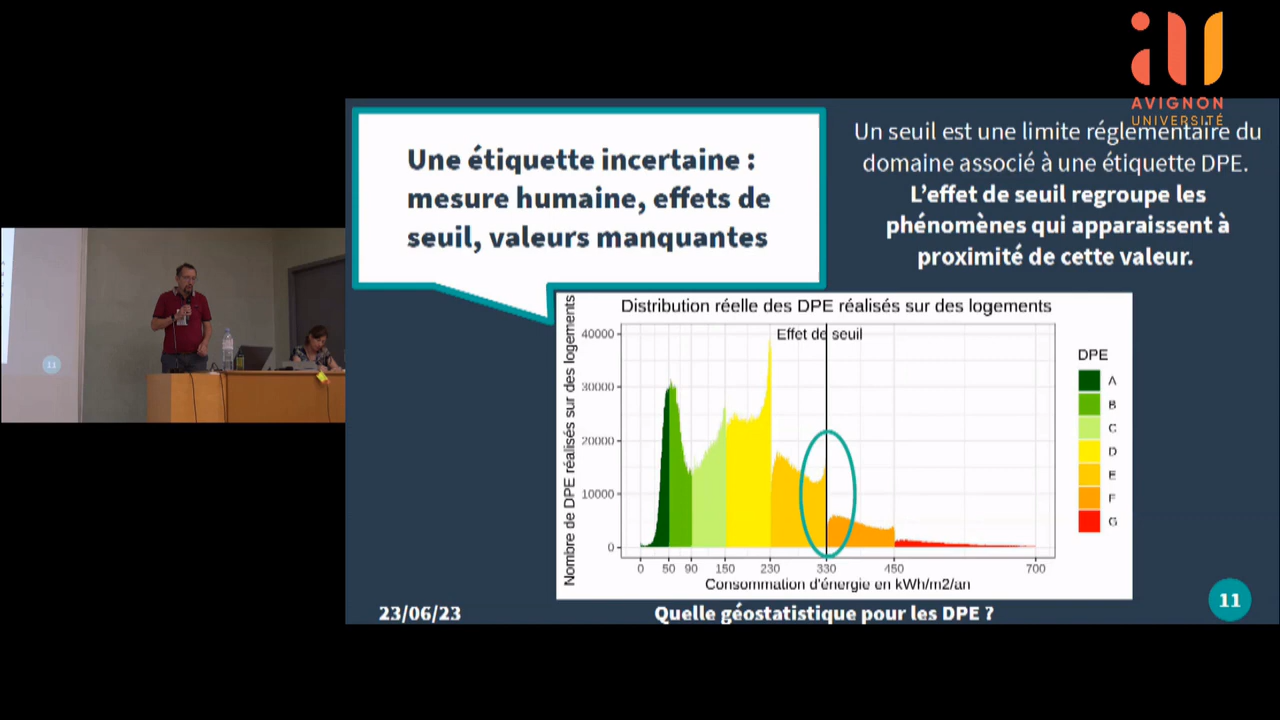 AVIGNON
UNIVERSITÉ
Une étiquette incertaine :
mesure humaine, effets de
seuil, valeurs manquantes
Un seuil est une limite réglementaire du
domaine associé à une étiquette DPE.
L'effet de seuil regroupe les
phénomènes qui apparaissent à
proximité de cette valeur.
Distribution réelle des DPE réalisés sur des logements
Effet de seuil
Nombre de DPE réalisés sur des logements
40000
30000
20000
10000
0
0 50 90 150 230 330 450 700
Consommation d'énergie en kWh/m2/an
DPE
A
B
C
D
E
F
G
11
23/06/23
Quelle géostatistique pour les DPE ?
11